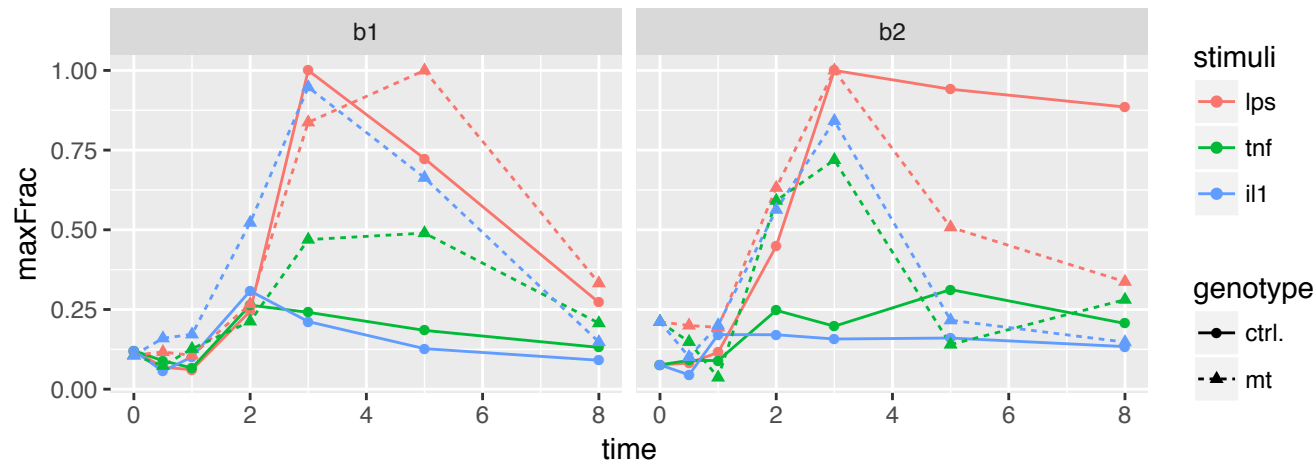 b1
b2
maxFrac
1.00
0.75
0.50
0.25
0.00
0 2 4 6 8
0 2 4 6 8
time
stimuli
lps
tnf
il1
genotype
ctrl.
mt